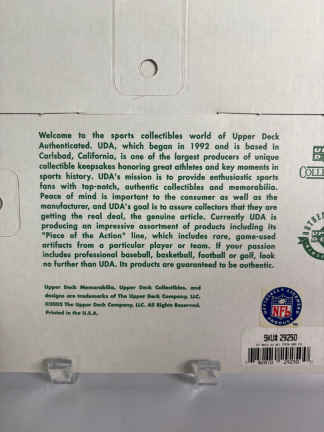 Welcome to the sports collectibles world of Upper Deck
Authenticated. UDA, which began in 1992 and is based in
Carlsbad, California, is one of the largest producers of unique
collectible keepsakes honoring great athletes and key moments in
sports history. UDA's mission is to provide enthusiastic sports
fans with top-notch, authentic collectibles and memorabilia.
Peace of mind is important to the consumer as well as the
manufacturer, and UDA's goal is to assure collectors that they are
getting the real deal, the genuine article. Currently UDA is
producing an impressive assortment of products including its
"Piece of the Action" line, which includes rare, game-used
artifacts from a particular player or team. If your passion
includes professional baseball, basketball, football or golf, look
no further than UDA. Its products are guaranteed to be authentic.
Upper Deck Memorabilia, Upper Deck Collectibles, and
designs are trademarks of The Upper Deck Company, LLC.
©2005 The Upper Deck Company, LLC. All Rights Reserved.
Printed in the U.S.A.
NFL
SKU# 29250